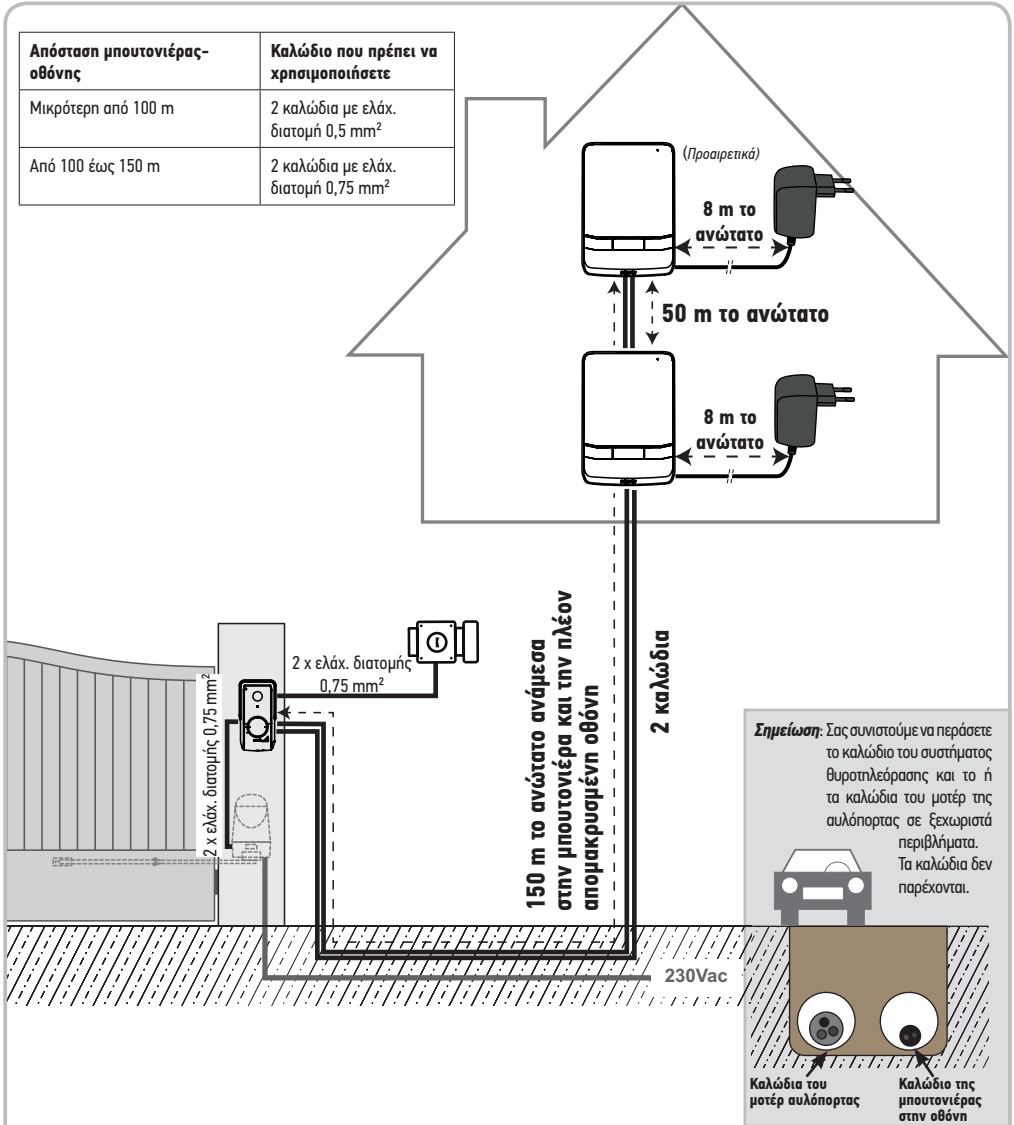 Απόσταση μπουτονιέρας-
οθόνης
Καλώδιο που πρέπει να
χρησιμοποιήσετε
Μικρότερη από 100 m
2 καλώδια με ελάχ.
διατομή 0,5 mm²
Από 100 έως 150 m
2 καλώδια με ελάχ.
διατομή 0,75 mm²
(Προαιρετικά)
8 m το
ανώτατο
50 m το ανώτατο
8 m το
ανώτατο
2 x ελάχ. διατομής
0,75 mm²
2 x ελάχ. διατομής 0,75 mm²
150 m το ανώτατο ανάμεσα
στην μπουτονιέρα και την πλέον
απομακρυσμένη οθόνη
2 καλώδια
230Vac
Σημείωση: Σας συνιστούμε να περάσετε
το καλώδιο του συστήματος
θυροτηλεόρασης και το ή
τα καλώδια του μοτέρ της
αυλόπορτας σε ξεχωριστά
περιβλήματα.
Τα καλώδια δεν
παρέχονται.
Καλώδια του
μοτέρ αυλόπορτας
Καλώδιο της
μπουτονιέρας
στην οθόνη